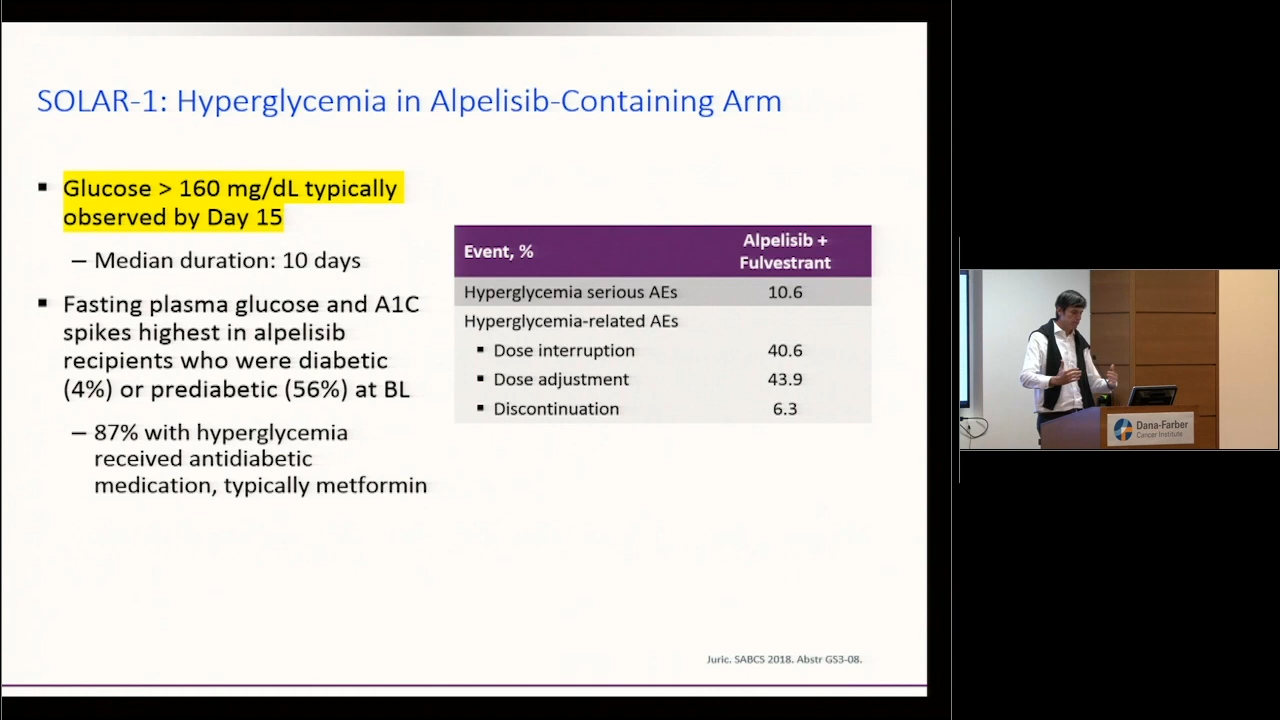 SOLAR-1: Hyperglycemia in Alpelisib-Containing Arm
▪ Glucose > 160 mg/dL typically
observed by Day 15
– Median duration: 10 days
▪ Fasting plasma glucose and A1C
spikes highest in alpelisib
recipients who were diabetic
(4%) or prediabetic (56%) at BL
– 87% with hyperglycemia
received antidiabetic
medication, typically metformin
Event, % Alpelisib +
Fulvestrant
Hyperglycemia serious AEs 10.6
Hyperglycemia-related AEs
▪ Dose interruption 40.6
▪ Dose adjustment 43.9
▪ Discontinuation 6.3
Juric. SABCS 2018. Abstr GS3-08.
Dana-Farber
Cancer Institute